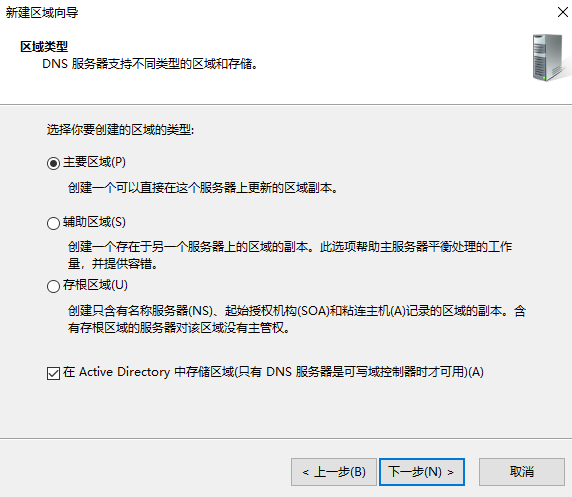 新建区域向导
区域类型
DNS 服务器支持不同类型的区域和存储。
选择你要创建的区域的类型:
主要区域(P)
创建一个可以直接在这个服务器上更新的区域副本。
辅助区域(S)
创建一个存在于另一个服务器上的区域的副本。此选项帮助主服务器平衡处理的工作
量，并提供容错。
存根区域(U)
创建只含有名称服务器(NS)、起始授权机构(SOA)和粘连主机(A)记录的区域的副本。含
有存根区域的服务器对该区域没有主管权。
在 Active Directory 中存储区域(只有 DNS 服务器是可写域控制器时才可用)(A)
< 上一步(B) 下一步(N) > 取消